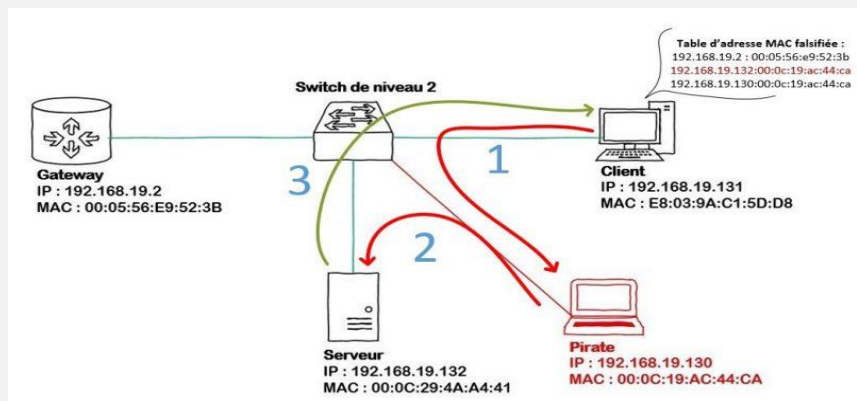 Table d'adresse MAC falsifiée :
192.168.19.2 : 00:05:56:e9:52:3b
192.168.19.132:00:0c:19:ac:44:ca
192.168.19.130:00:0c:19:ac:44:ca
Switch de niveau 2
1
3
Gateway
IP : 192.168.19.2
MAC : 00:05:56:E9:52:3B
Client
IP : 192.168.19.131
MAC : E8:03:9A:C1:5D:D8
2
Serveur
IP : 192.168.19.132
MAC : 00:0C:29:4A:A4:41
Pirate
IP : 192.168.19.130
MAC : 00:0C:19:AC:44:CA